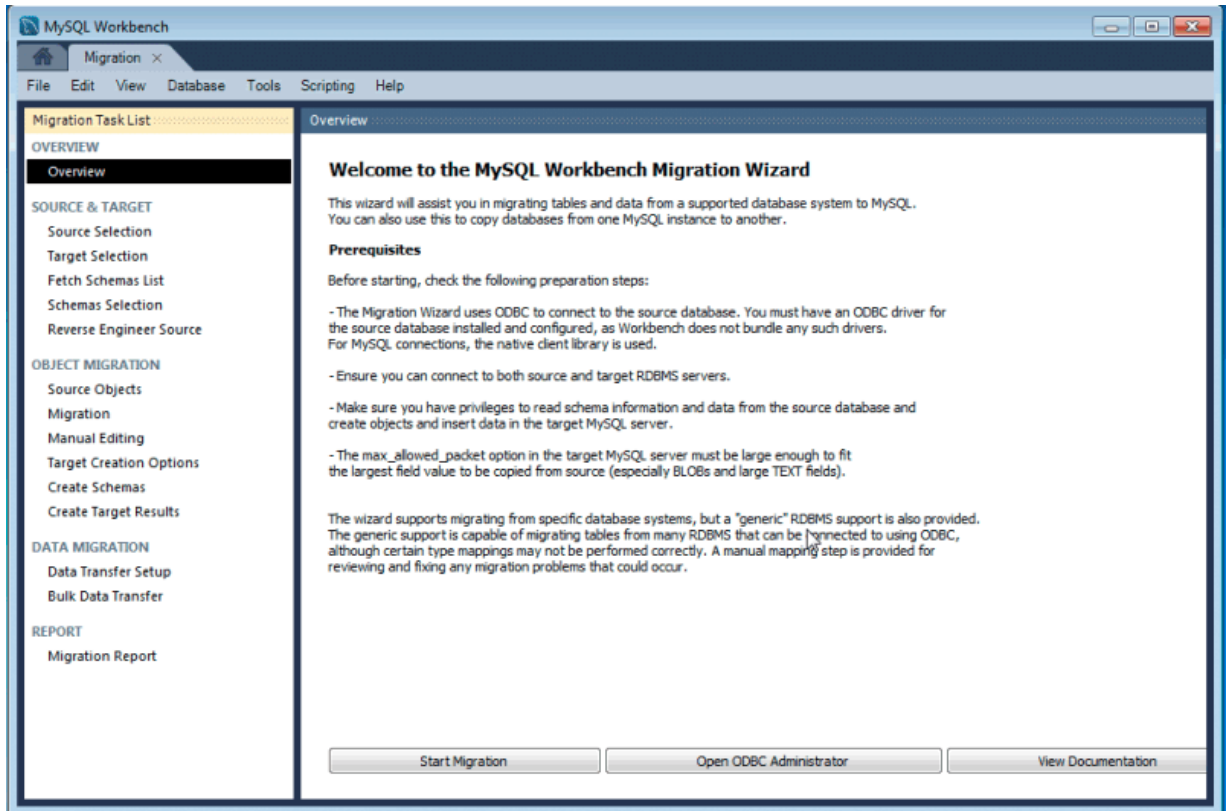 MySQL Workbench
Migration ×
File Edit View Database Tools Scripting Help
Migration Task List
OVERVIEW
Overview
SOURCE & TARGET
Source Selection
Target Selection
Fetch Schemas List
Schemas Selection
Reverse Engineer Source
OBJECT MIGRATION
Source Objects
Migration
Manual Editing
Target Creation Options
Create Schemas
Create Target Results
DATA MIGRATION
Data Transfer Setup
Bulk Data Transfer
REPORT
Migration Report
Overview
Welcome to the MySQL Workbench Migration Wizard
This wizard will assist you in migrating tables and data from a supported database system to MySQL.
You can also use this to copy databases from one MySQL instance to another.
Prerequisites
Before starting, check the following preparation steps:
- The Migration Wizard uses ODBC to connect to the source database. You must have an ODBC driver for
the source database installed and configured, as Workbench does not bundle any such drivers.
For MySQL connections, the native client library is used.
- Ensure you can connect to both source and target RDBMS servers.
- Make sure you have privileges to read schema information and data from the source database and
create objects and insert data in the target MySQL server.
- The max_allowed_packet option in the target MySQL server must be large enough to fit
the largest field value to be copied from source (especially BLOBs and large TEXT fields).
The wizard supports migrating from specific database systems, but a "generic" RDBMS support is also provided.
The generic support is capable of migrating tables from many RDBMS that can be connected to using ODBC,
although certain type mappings may not be performed correctly. A manual mapping step is provided for
reviewing and fixing any migration problems that could occur.
Start Migration
Open ODBC Administrator
View Documentation